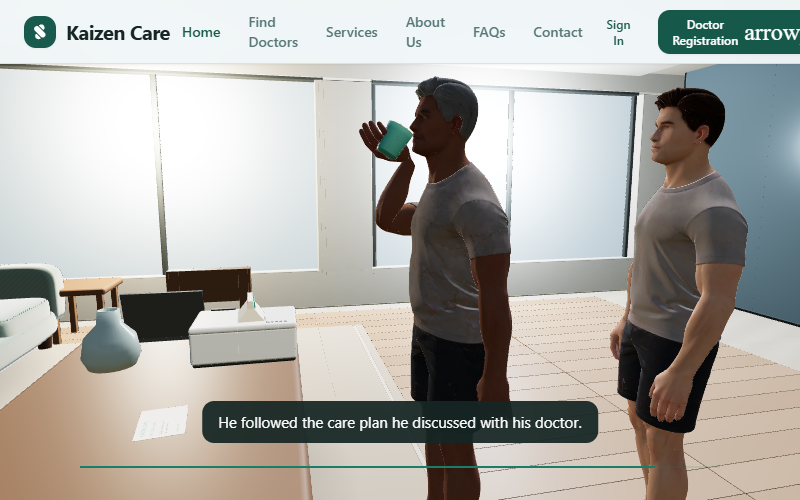 Kaizen Care
Home
Find
Doctors
Services
About
Us
FAQs
Contact
Sign
In
Doctor
Registration
arrow
He followed the care plan he discussed with his doctor.